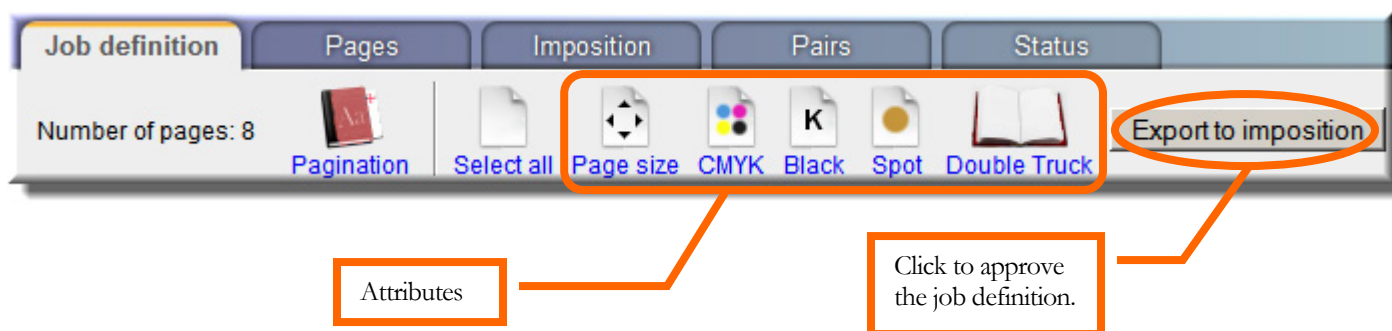 Job definition Pages Imposition Pairs Status
Number of pages: 8 Aa K Export to imposition
Pagination Select all Page size CMYK Black Spot Double Truck
Attributes
Click to approve
the job definition.